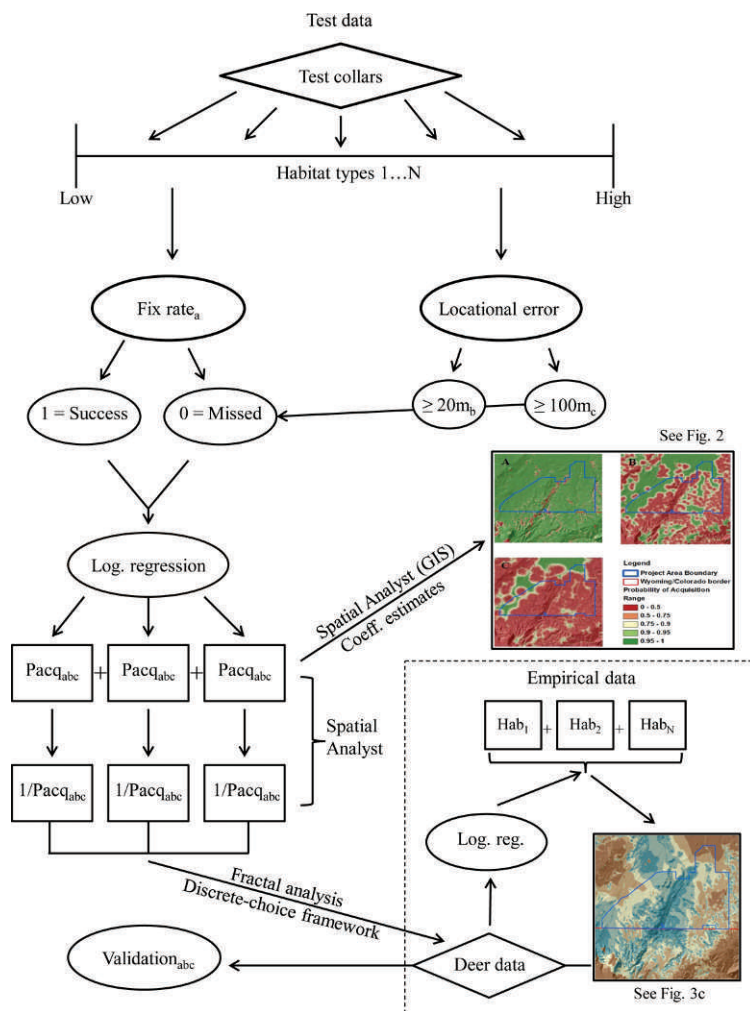 Test data
Test collars
Habitat types 1…N
Low
High
Fix rateₐ
Locational error
1 = Success
0 = Missed
≥ 20m_b
≥ 100m_c
See Fig. 2
A
B
C
Legend
Project Area Boundary
Wyoming/Colorado border
Probability of Acquisition
Range
0 - 0.5
0.5 - 0.75
0.75 - 0.9
0.9 - 0.95
0.95 - 1
Log. regression
Spatial Analyst (GIS)
Coeff. estimates
Pacq_abc + Pacq_abc + Pacq_abc
Spatial
Analyst
1/Pacq_abc 1/Pacq_abc 1/Pacq_abc
Empirical data
Hab₁ + Hab₂ + Hab_N
Log. reg.
Fractal analysis
Discrete-choice framework
Validation_abc
Deer data
See Fig. 3c